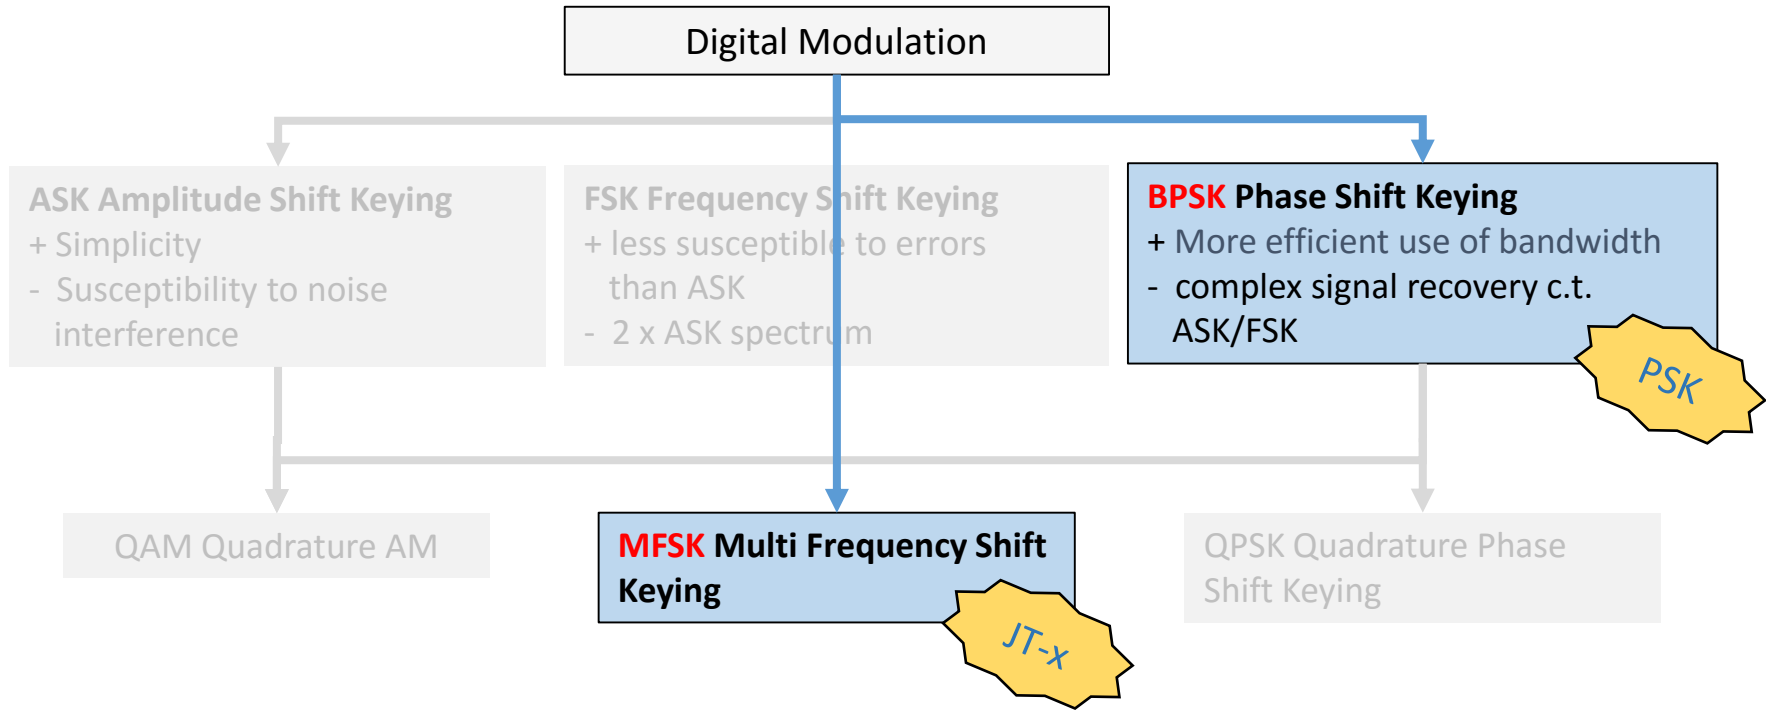 Digital Modulation
ASK Amplitude Shift Keying
+ Simplicity
- Susceptibility to noise
interference
FSK Frequency Shift Keying
+ less susceptible to errors
than ASK
- 2 x ASK spectrum
BPSK Phase Shift Keying
+ More efficient use of bandwidth
- complex signal recovery c.t.
ASK/FSK
PSK
QAM Quadrature AM
MFSK Multi Frequency Shift
Keying
JT-x
QPSK Quadrature Phase
Shift Keying